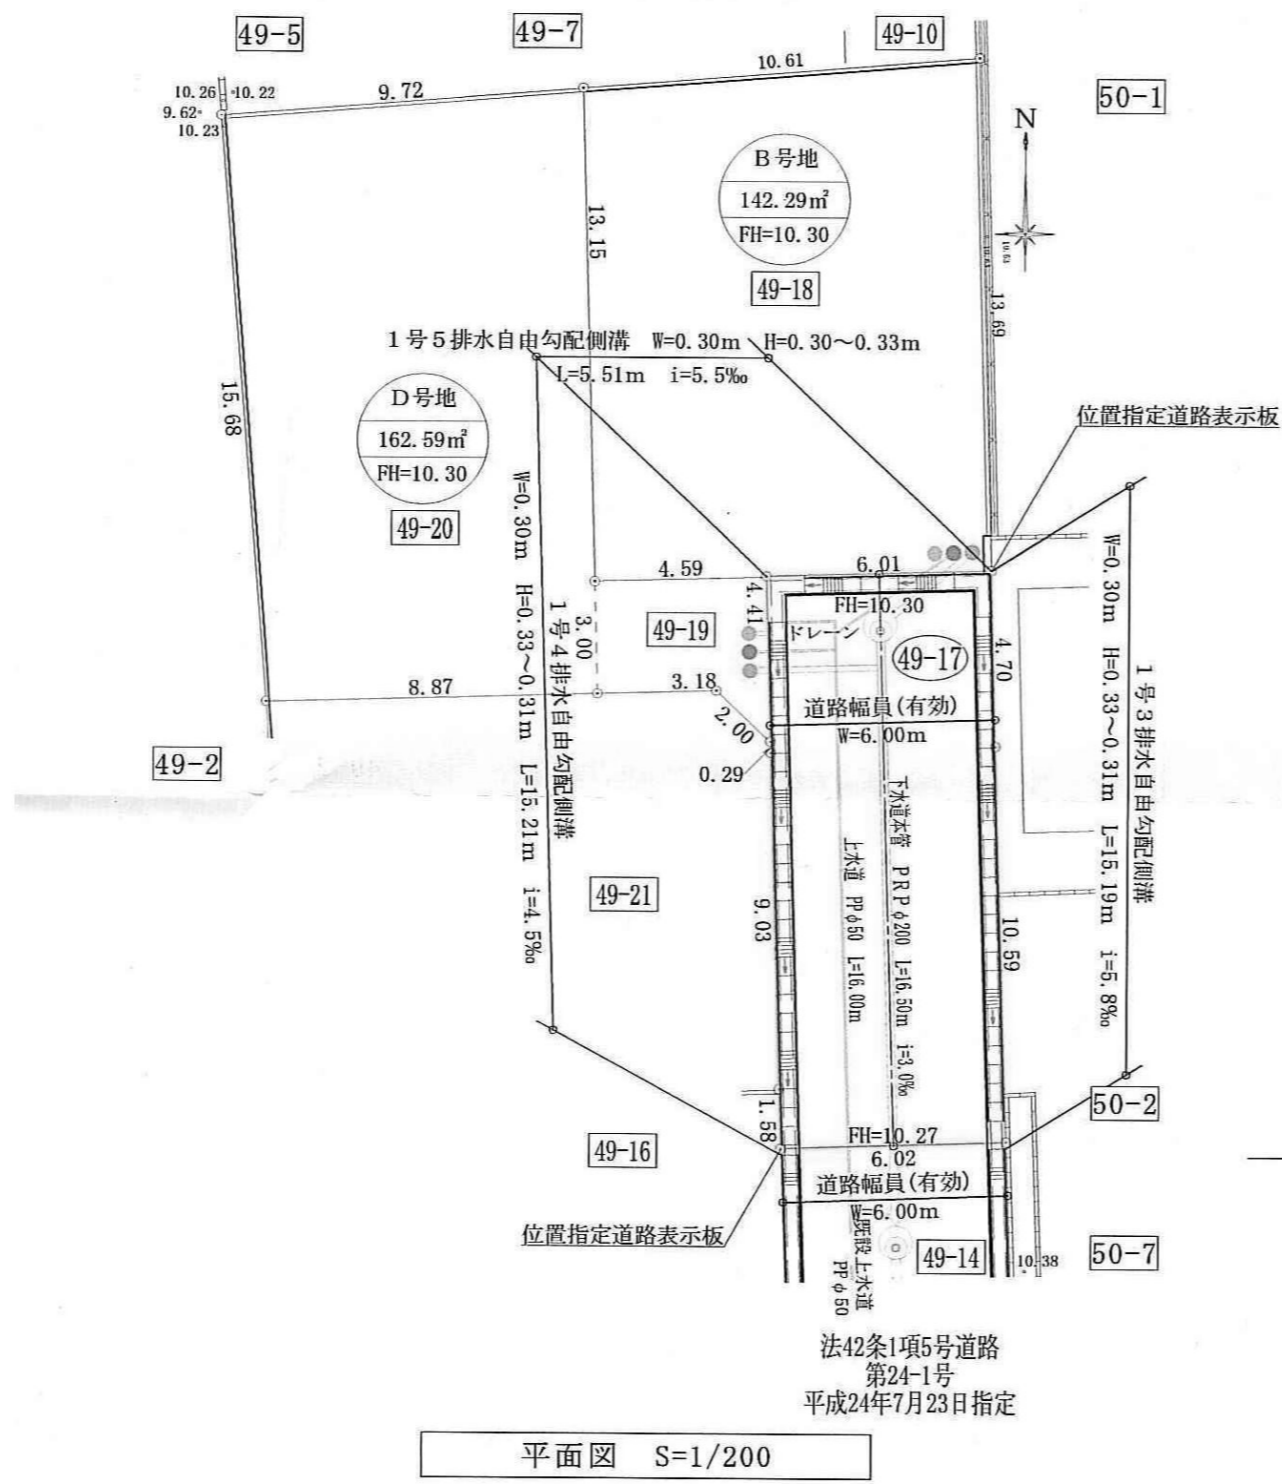 49-5
49-7
49-10
50-1
10.26
10.22
9.62
10.23
9.72
10.61
N
B号地
142.29㎡
FH=10.30
49-18
13.15
13.69
10.63
1号5排水自由勾配側溝 W=0.30m H=0.30～0.33m
L=5.51m i=5.5‰
D号地
162.59㎡
FH=10.30
49-20
15.68
位置指定道路表示板
4.59
6.01
FH=10.30
4.41
ドレーン
49-19
49-17
4.70
3.00
8.87
3.18
2.00
0.29
道路幅員(有効)
W=6.00m
49-2
1号4排水自由勾配側溝
W=0.30m H=0.33～0.31m L=15.21m i=4.5‰
1号3排水自由勾配側溝
W=0.30m H=0.33～0.31m L=15.19m i=5.8‰
49-21
9.03
上水道 PPφ50 L=16.00m
下水道本管 PRPφ200 L=16.50m i=3.0‰
10.59
1.58
49-16
50-2
FH=10.27
6.02
道路幅員(有効)
W=6.00m
位置指定道路表示板
既設上水道
PPφ50
49-14
10.38
50-7
法42条1項5号道路
第24-1号
平成24年7月23日指定
平面図 S=1/200